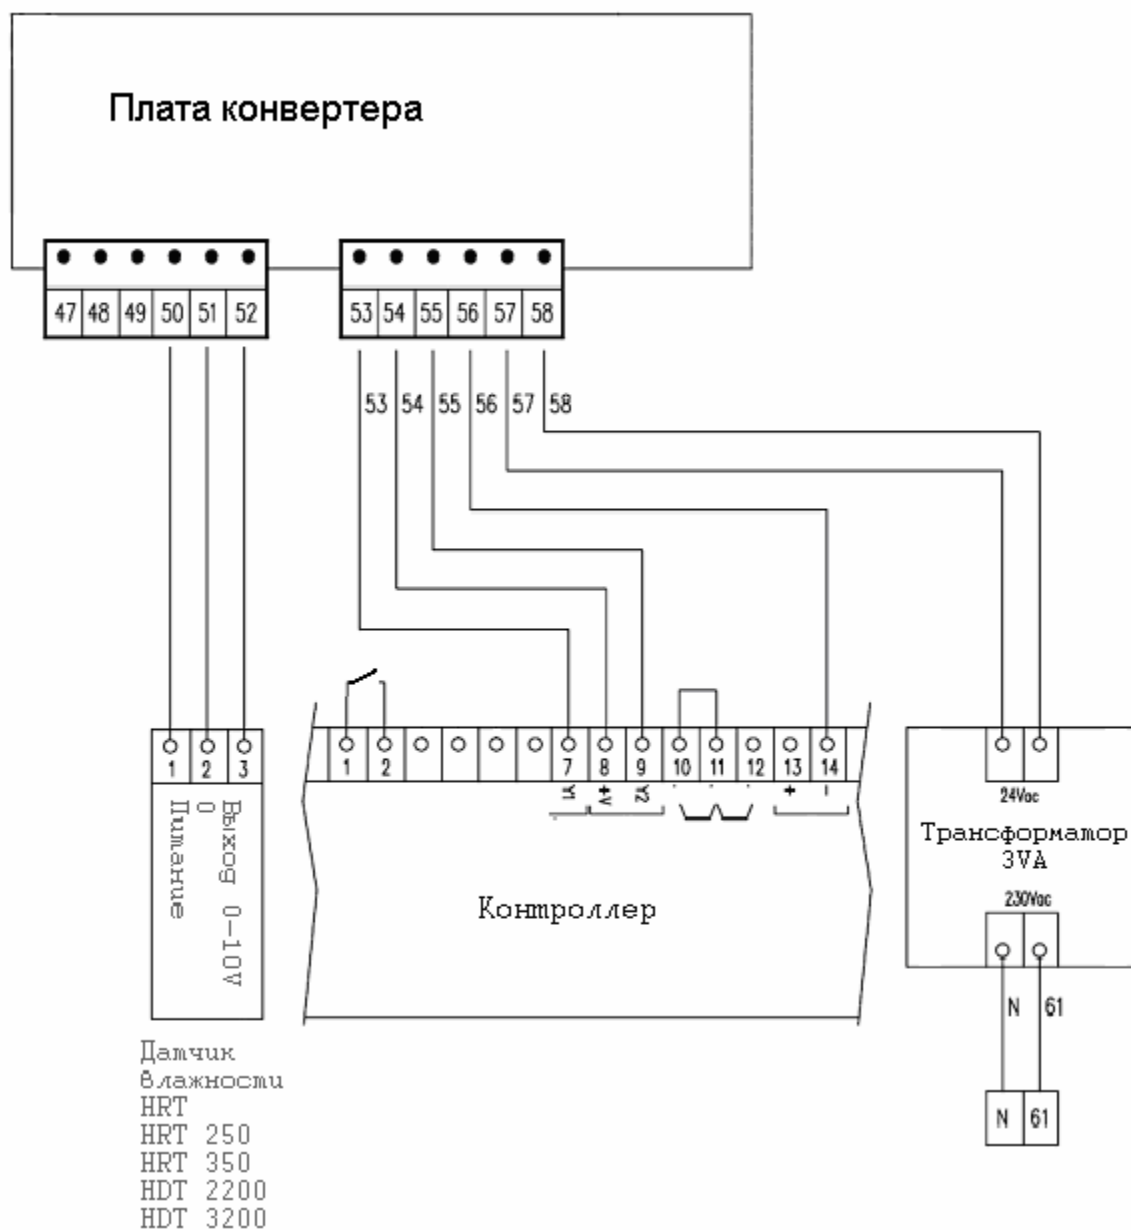 Плата конвертера
47 48 49 50 51 52
53 54 55 56 57 58
53 54 55 56 57 58
1 2 3
1 2 7 8 9 10 11 12 13 14
Y1 +V Y2 + -
Питание
0
Выход 0-10V
Контроллер
24Vac
Трансформатор
3VA
230Vac
N 61
N 61
Датчик
влажности
HRT
HRT 250
HRT 350
HDT 2200
HDT 3200